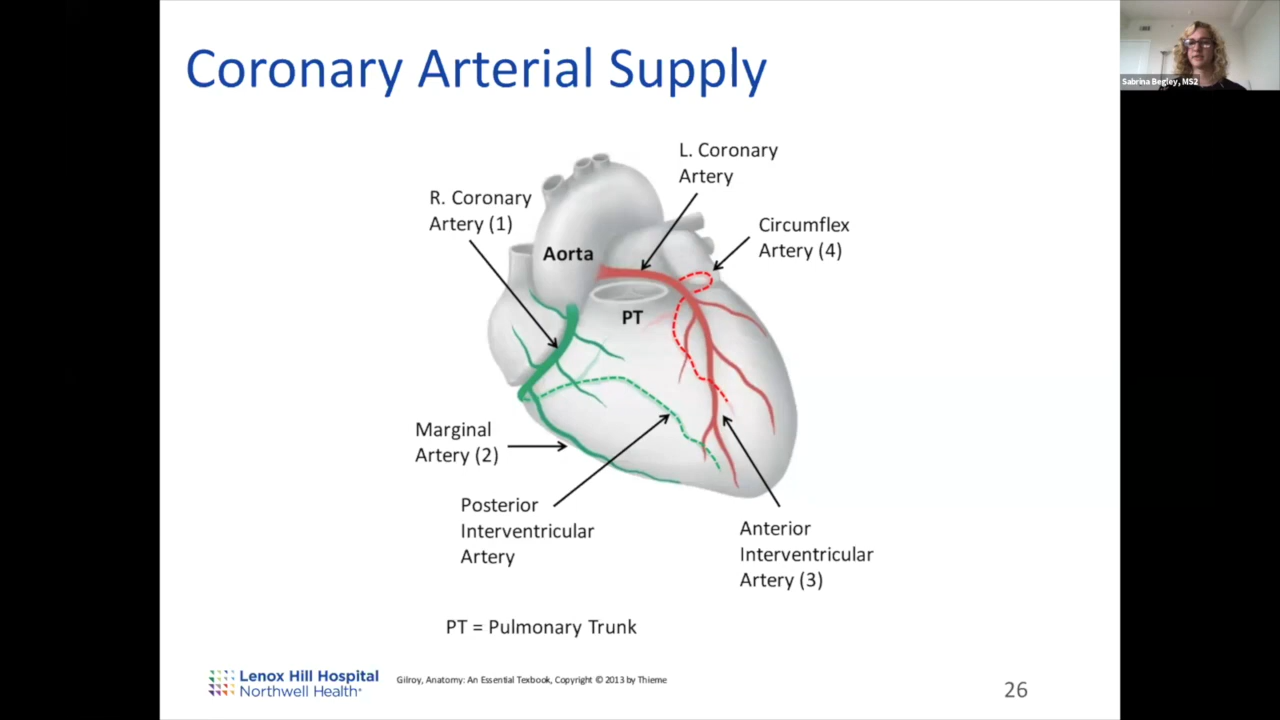 Coronary Arterial Supply
Sabrina Begley, MS2
L. Coronary
Artery
R. Coronary
Artery (1)
Circumflex
Artery (4)
Aorta
PT
Marginal
Artery (2)
Posterior
Interventricular
Artery
Anterior
Interventricular
Artery (3)
PT = Pulmonary Trunk
Lenox Hill Hospital
Northwell Health
Gilroy, Anatomy: An Essential Texbook, Copyright © 2013 by Thieme
26